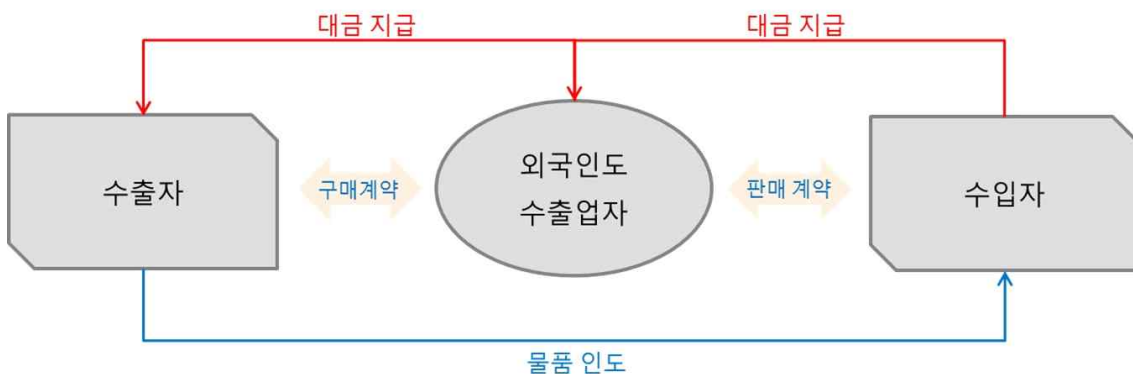 대금 지급
대금 지급
수출자
구매계약
외국인도
수출업자
판매 계약
수입자
물품 인도